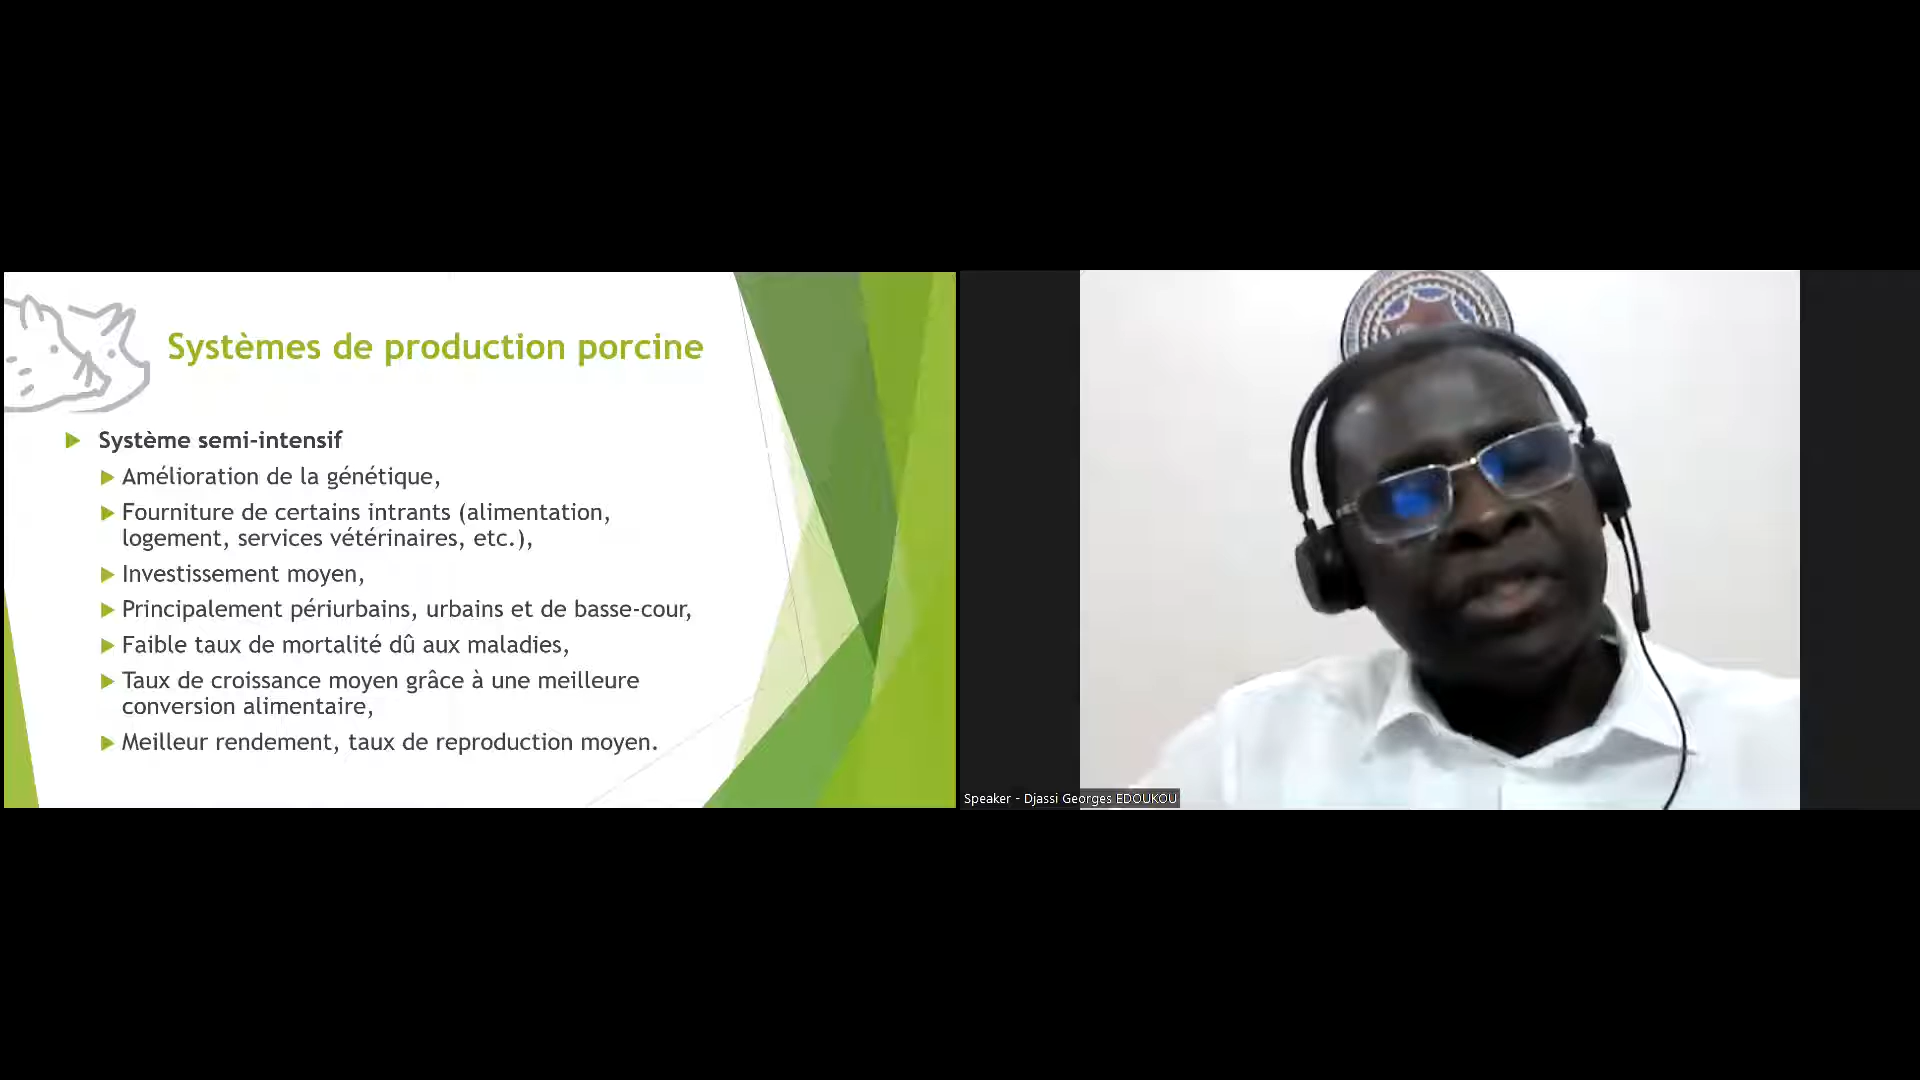 Systèmes de production porcine
Système semi-intensif
Amélioration de la génétique,
Fourniture de certains intrants (alimentation,
logement, services vétérinaires, etc.),
Investissement moyen,
Principalement périurbains, urbains et de basse-cour,
Faible taux de mortalité dû aux maladies,
Taux de croissance moyen grâce à une meilleure
conversion alimentaire,
Meilleur rendement, taux de reproduction moyen.
Speaker - Djassi Georges EDOUKOU